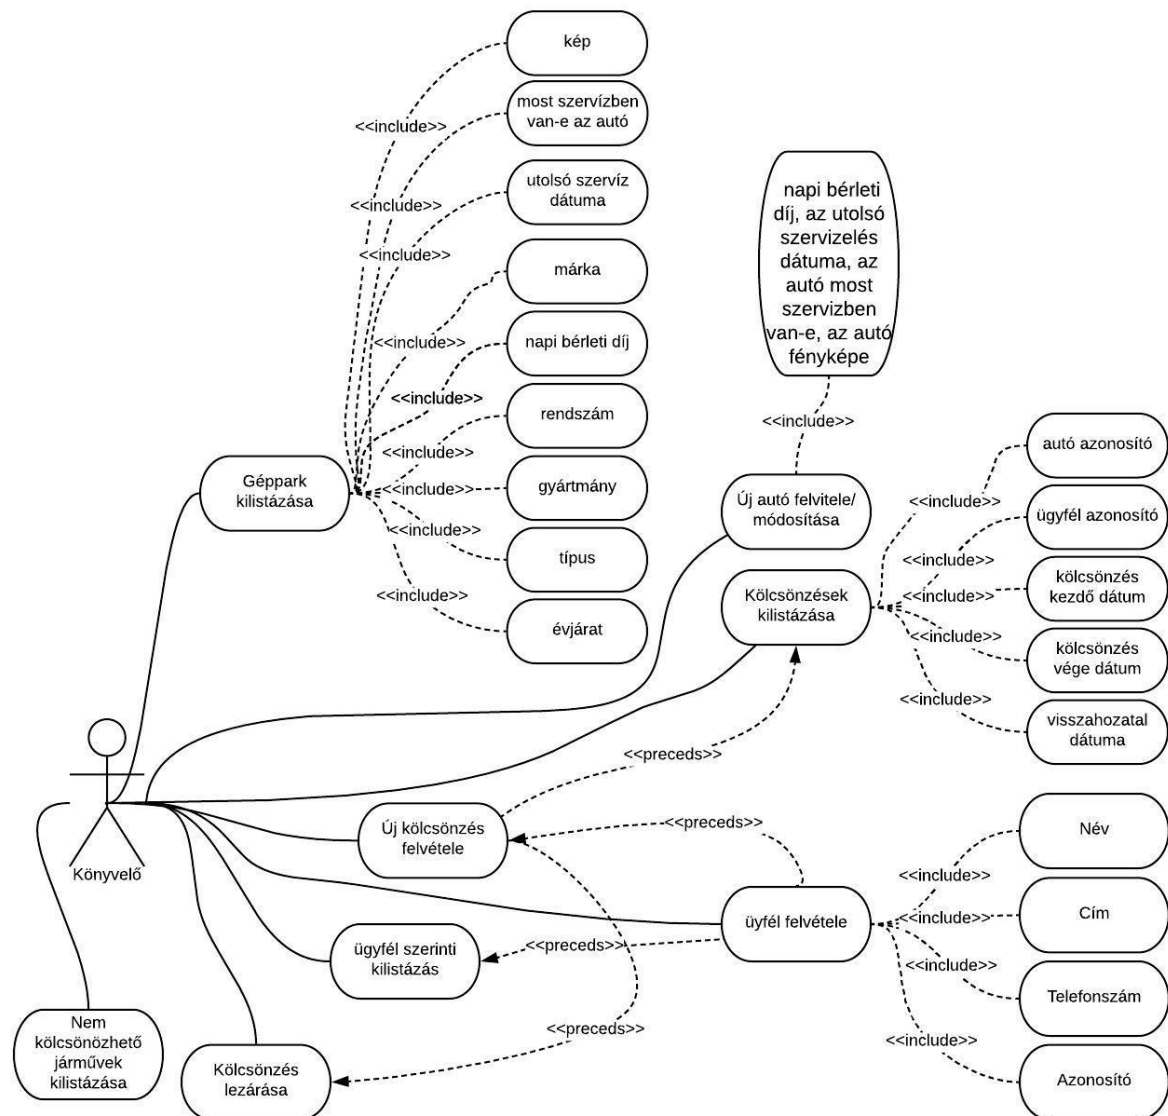 kép
most szervízben
van-e az autó
<<include>>
utolsó szervíz
dátuma
<<include>>
<<include>>
márka
<<include>>
napi bérleti díj
<<include>>
rendszám
<<include>>
Géppark
kilistázása
<<include>>
gyártmány
<<include>>
típus
<<include>>
évjárat
napi bérleti
díj, az utolsó
szervizelés
dátuma, az
autó most
szervizben
van-e, az autó
fényképe
<<include>>
Új autó felvitele/
módosítása
Kölcsönzések
kilistázása
autó azonosító
<<include>>
ügyfél azonosító
<<include>>
kölcsönzés
kezdő dátum
<<include>>
<<include>>
kölcsönzés
vége dátum
<<include>>
visszahozatal
dátuma
<<preceds>>
Könyvelő
Új kölcsönzés
felvétele
<<preceds>>
üyfél felvétele
<<preceds>>
ügyfél szerinti
kilistázás
<<preceds>>
Név
<<include>>
Cím
<<include>>
<<include>>
Telefonszám
<<include>>
Azonosító
Nem
kölcsönözhető
járművek
kilistázása
Kölcsönzés
lezárása